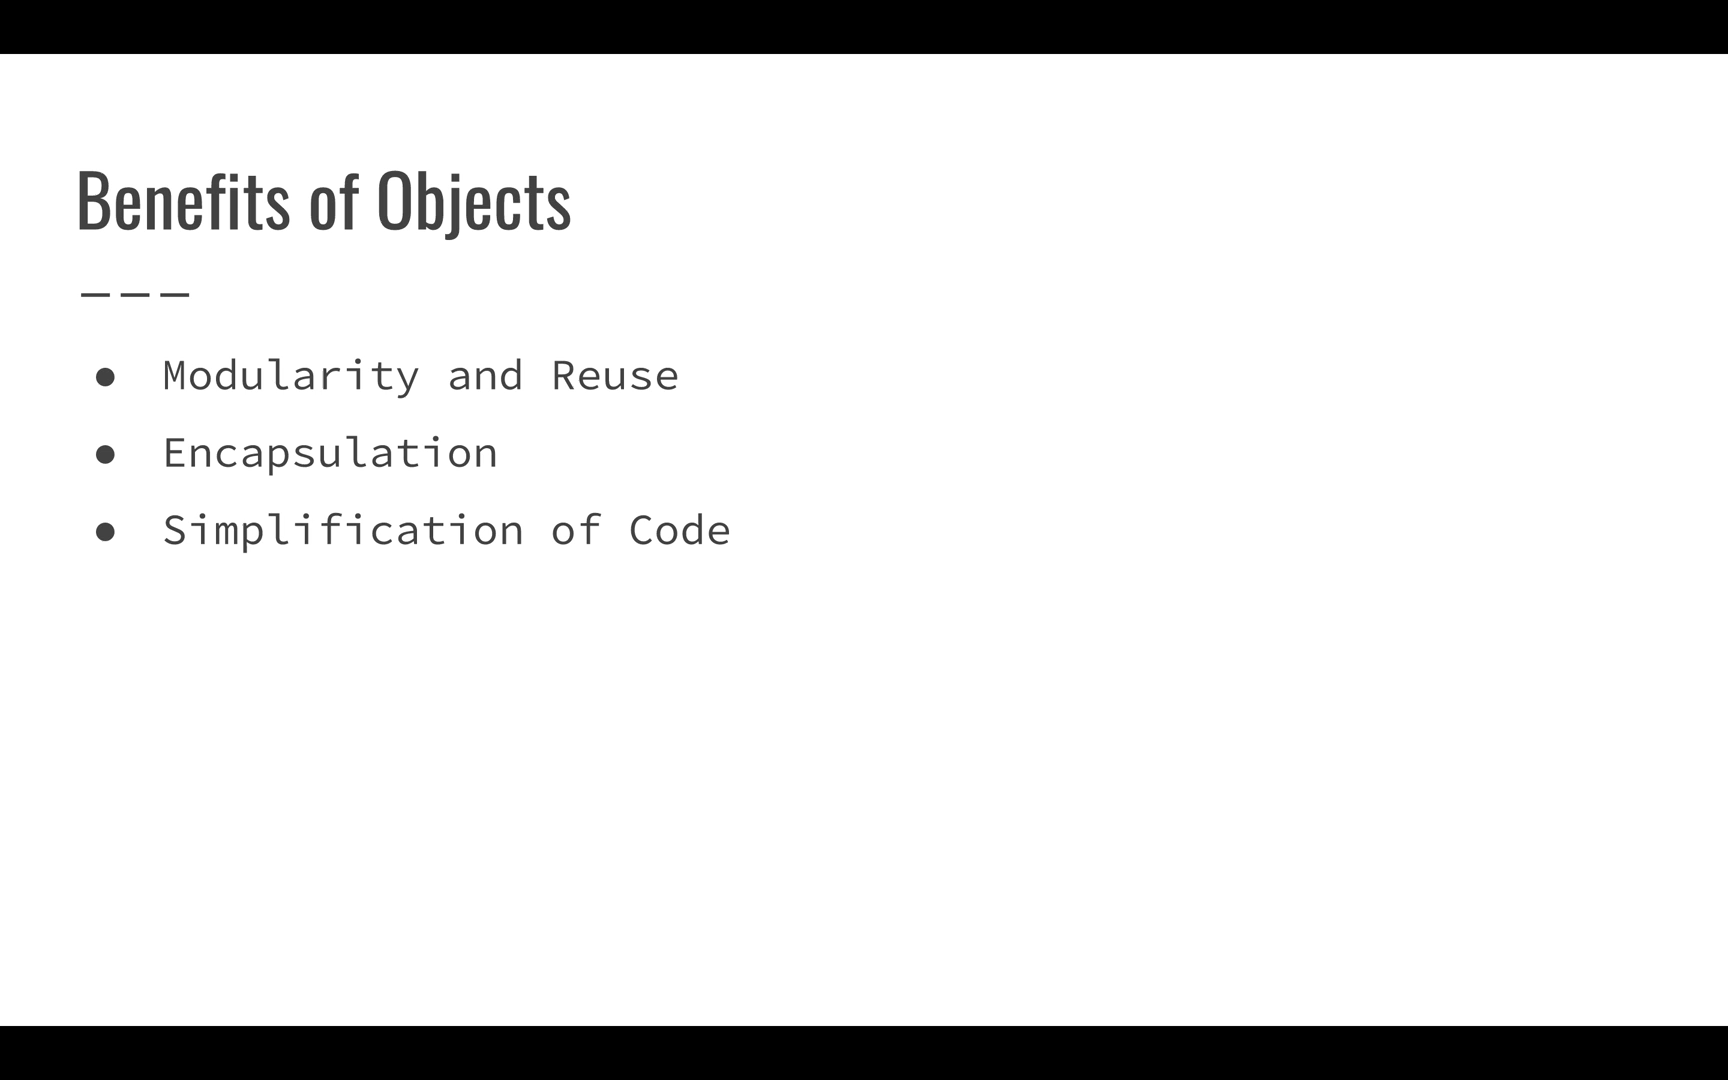 Benefits of Objects
● Modularity and Reuse
● Encapsulation
● Simplification of Code